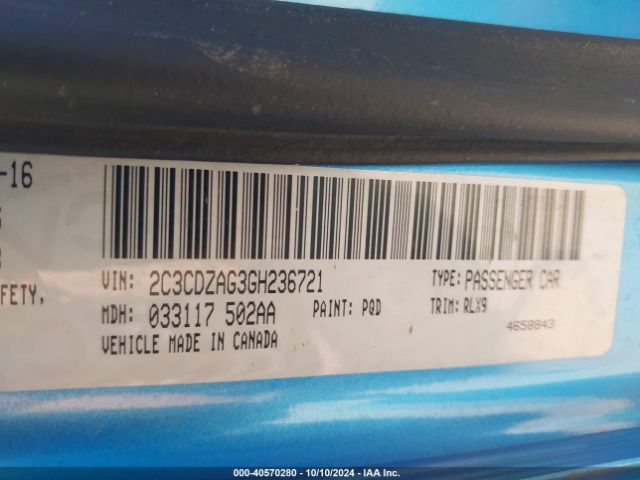 -16
FETY,
VIN: 2C3CDZAG3GH236721
TYPE: PASSENGER CAR
MDH: 033117 502AA
PAINT: PQD
TRIM: RLX9
VEHICLE MADE IN CANADA
4658843
000-40570280 - 10/10/2024 - IAA Inc.